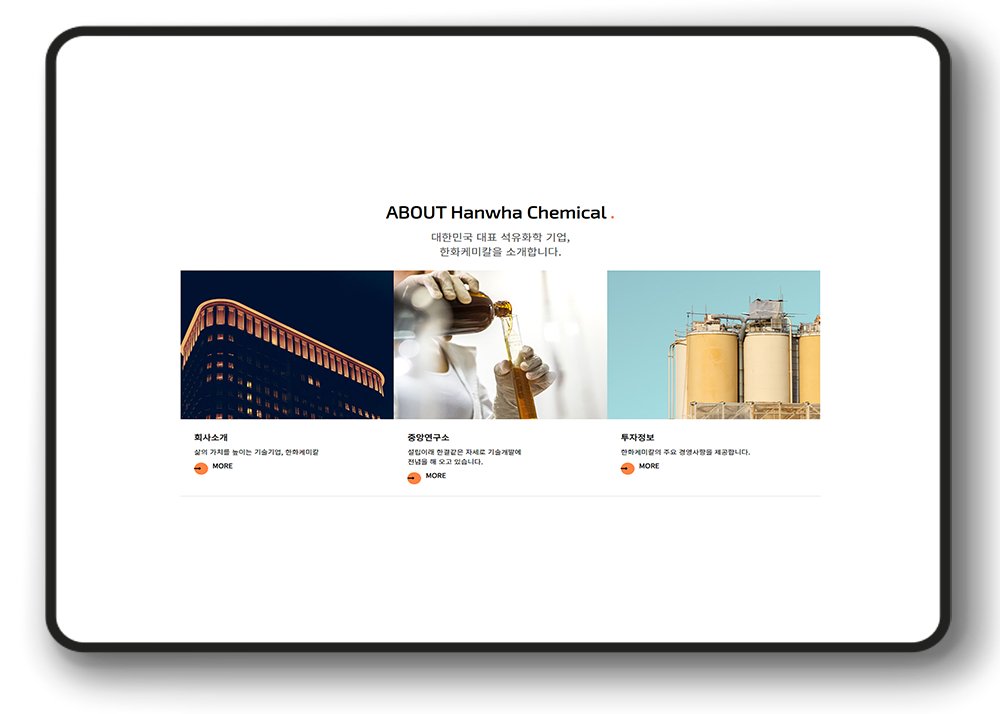 ABOUT Hanwha Chemical .
대한민국 대표 석유화학 기업,
한화케미칼을 소개합니다.
회사소개
삶의 가치를 높이는 기술기업, 한화케미칼
MORE
중앙연구소
설립이래 한결같은 자세로 기술개발에
전념을 해 오고 있습니다.
MORE
투자정보
한화케미칼의 주요 경영사항을 제공합니다.
MORE